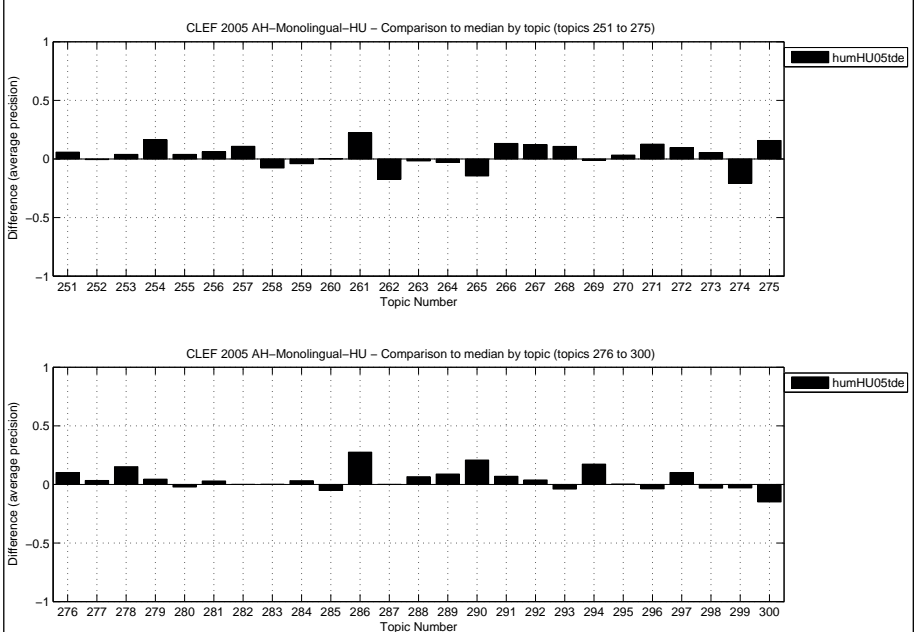 CLEF 2005 AH−Monolingual−HU − Comparison to median by topic (topics 251 to 275)
1
0.5
0
−0.5
−1
Difference (average precision)
humHU05tde
251 252 253 254 255 256 257 258 259 260 261 262 263 264 265 266 267 268 269 270 271 272 273 274 275
Topic Number
CLEF 2005 AH−Monolingual−HU − Comparison to median by topic (topics 276 to 300)
1
0.5
0
−0.5
−1
Difference (average precision)
humHU05tde
276 277 278 279 280 281 282 283 284 285 286 287 288 289 290 291 292 293 294 295 296 297 298 299 300
Topic Number